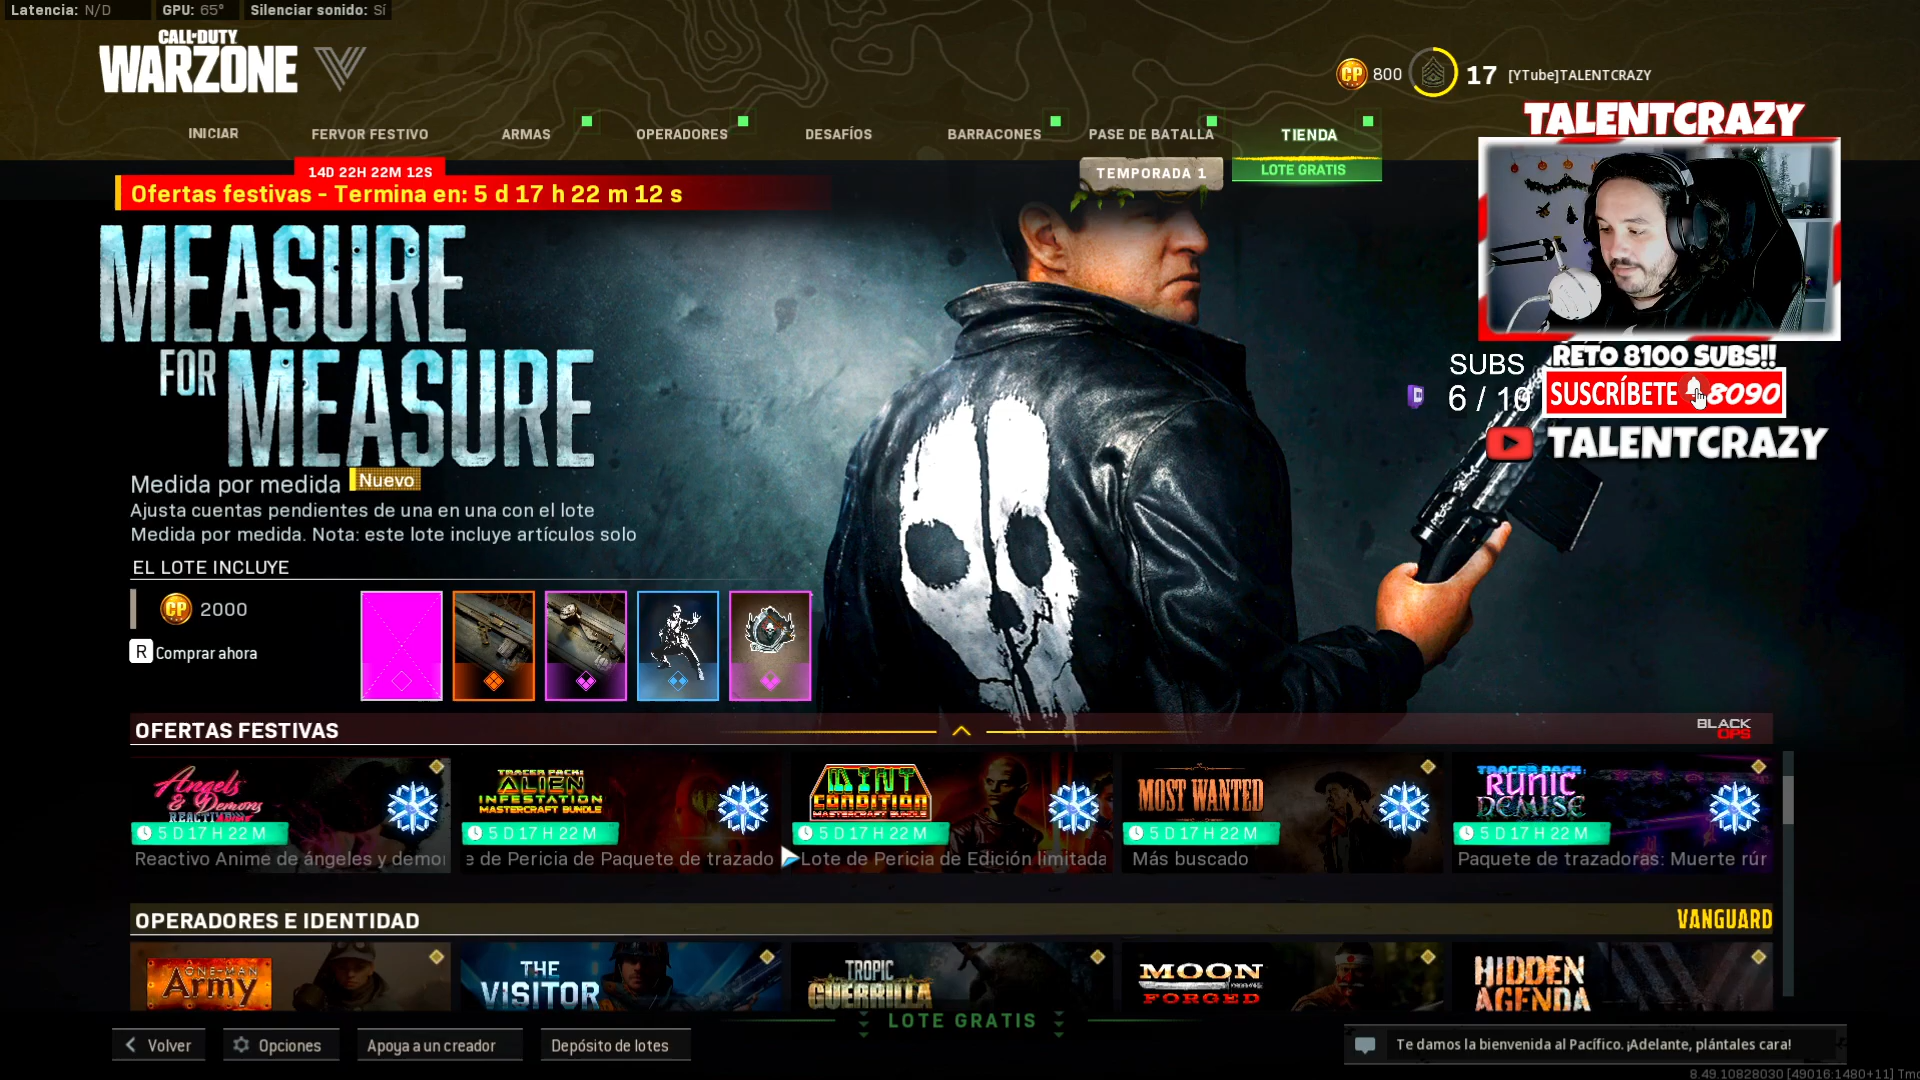 Latencia: N/D GPU: 65° Silenciar sonido: Sí
CALL OF DUTY
WARZONE
CP 800 17 [YTube]TALENTCRAZY
INICIAR FERVOR FESTIVO ARMAS OPERADORES DESAFÍOS BARRACONES PASE DE BATALLA TIENDA
14D 22H 22M 12S
TEMPORADA 1
LOTE GRATIS
Ofertas festivas - Termina en: 5 d 17 h 22 m 12 s
TALENTCRAZY
MEASURE
FOR MEASURE
SUBS
6 / 10
¡RETO 8100 SUBS!!
SUSCRÍBETE 8090
TALENTCRAZY
Medida por medida Nuevo
Ajusta cuentas pendientes de una en una con el lote
Medida por medida. Nota: este lote incluye artículos solo
EL LOTE INCLUYE
CP 2000
R Comprar ahora
OFERTAS FESTIVAS
BLACK
OPS
Angels
& Demons
REACTIVE
5 D 17 H 22 M
Reactivo Anime de ángeles y demo
TRACER PACK:
ALIEN
INFESTATION
MASTERCRAFT BUNDLE
5 D 17 H 22 M
e de Pericia de Paquete de trazado
MINT
CONDITION
5 D 17 H 22 M
Lote de Pericia de Edición limitada
MOST WANTED
5 D 17 H 22 M
Más buscado
TRACER PACK:
RUNIC
DEMISE
5 D 17 H 22 M
Paquete de trazadoras: Muerte rúr
OPERADORES E IDENTIDAD
VANGUARD
ONE-MAN
Army
THE
VISITOR
TROPIC
GUERRILLA
MOON
FORGED
HIDDEN
AGENDA
LOTE GRATIS
Volver Opciones Apoya a un creador Depósito de lotes
Te damos la bienvenida al Pacífico. ¡Adelante, plántales cara!
8.49.10828030 [49016:1480+11] Tmc